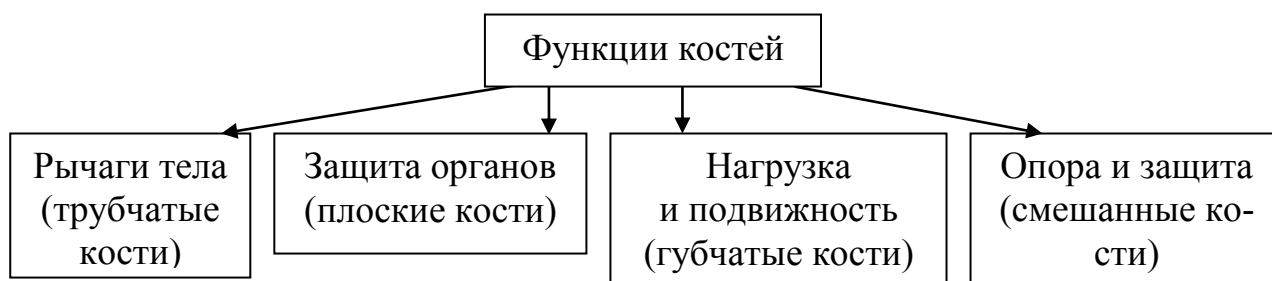 Функции костей
Рычаги тела
(трубчатые
кости)
Защита органов
(плоские кости)
Нагрузка
и подвижность
(губчатые кости)
Опора и защита
(смешанные ко-
сти)